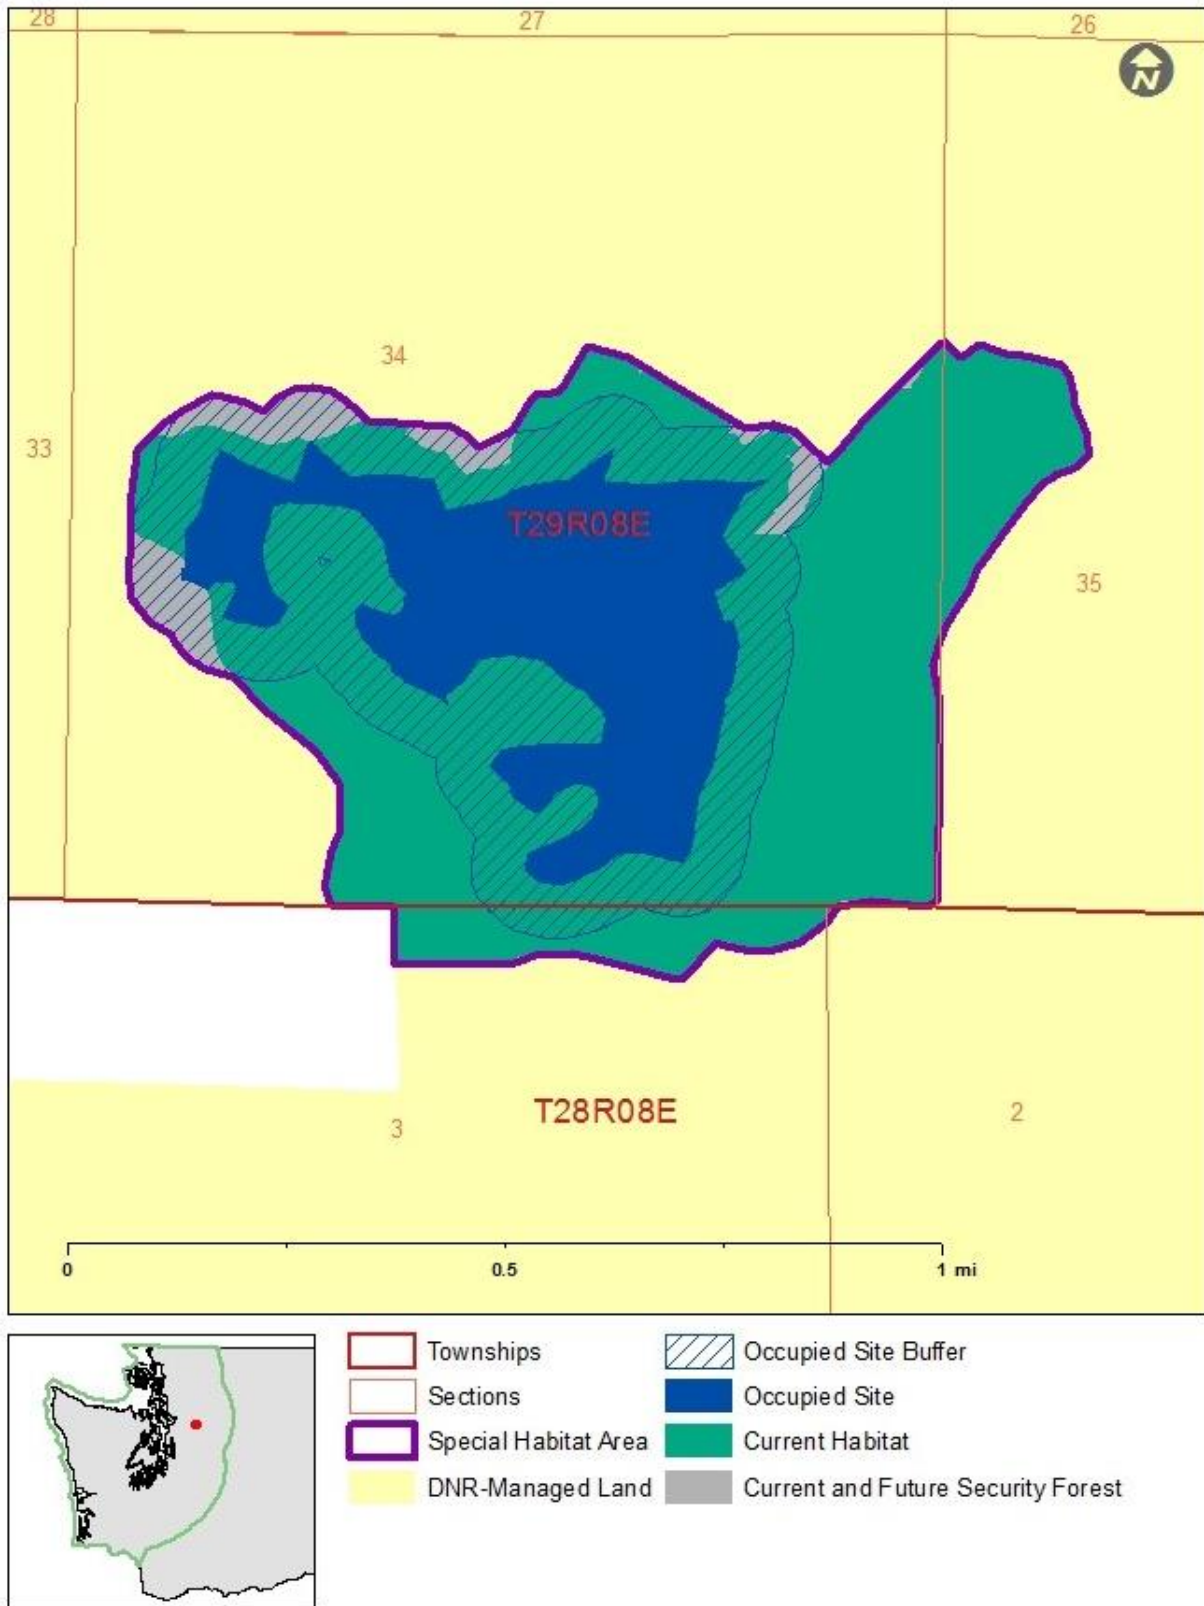 28
27
26
N
34
33
T29R08E
35
T28R08E
3
2
0
0.5
1 mi
Townships
Sections
Special Habitat Area
DNR-Managed Land
Occupied Site Buffer
Occupied Site
Current Habitat
Current and Future Security Forest